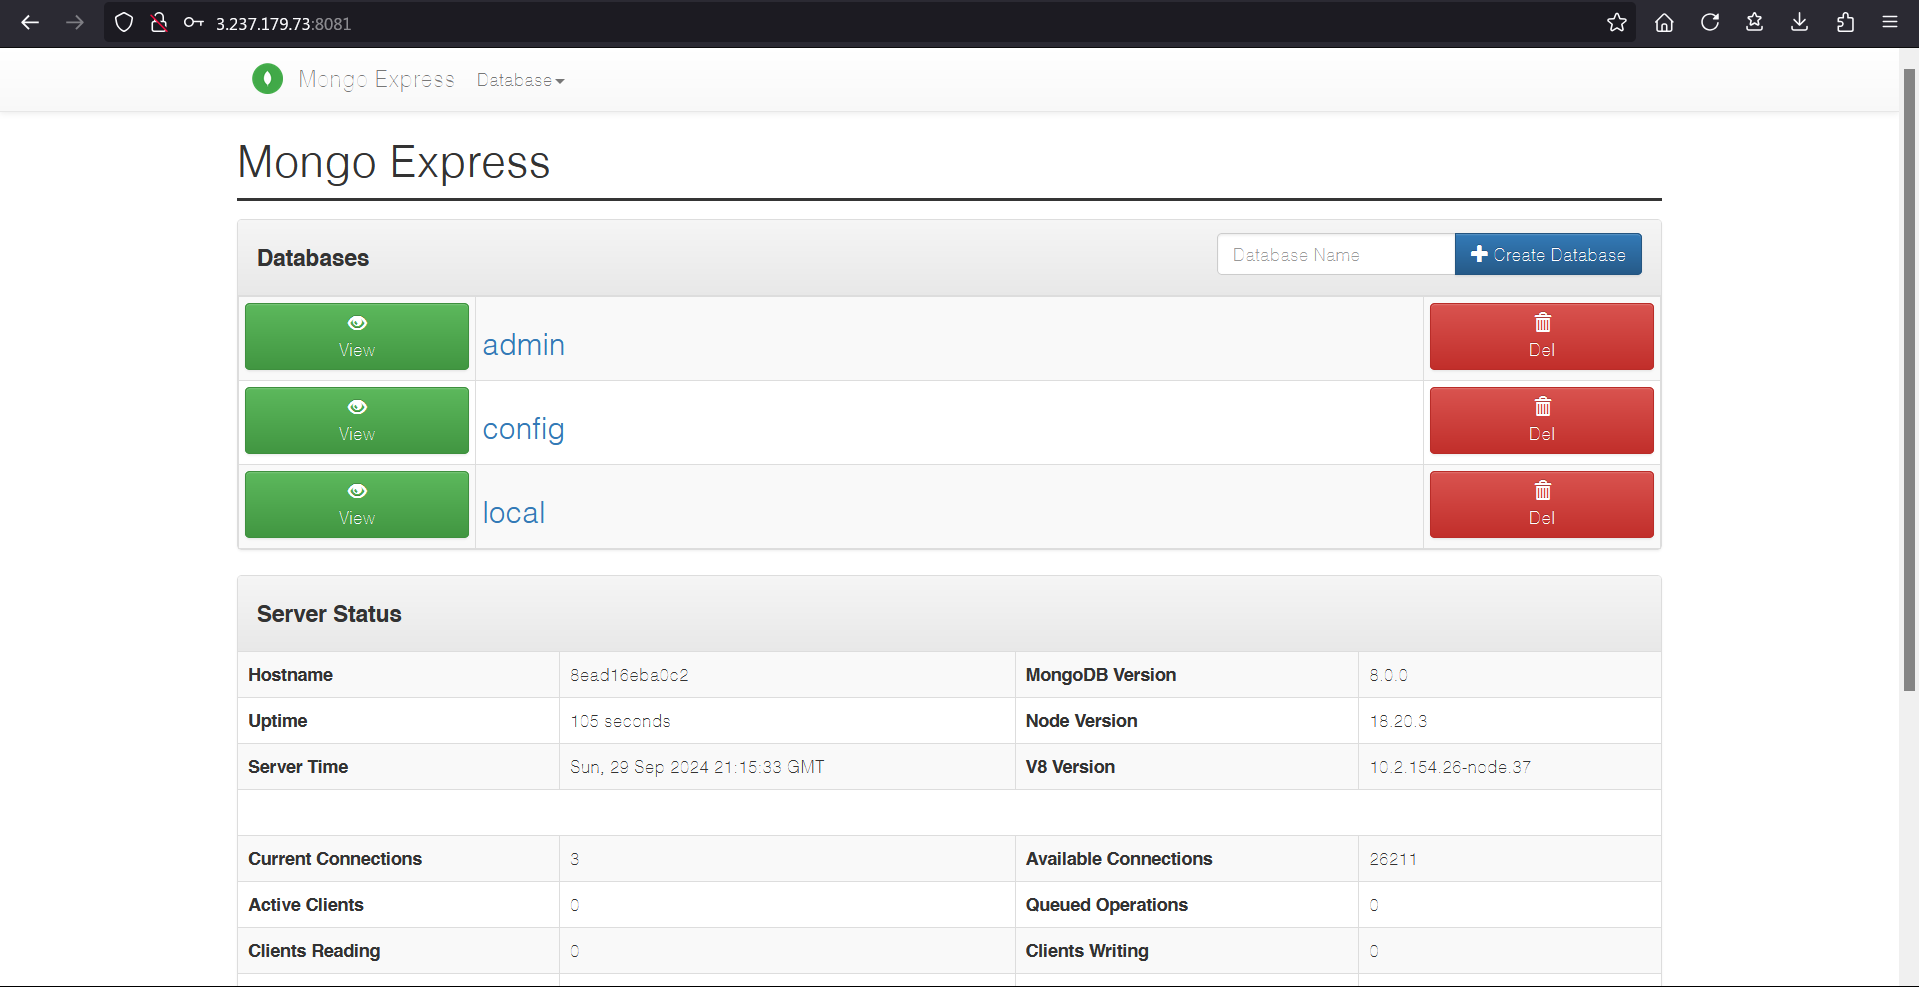 3.237.179.73:8081
Mongo Express Database
Mongo Express
Databases Database Name Create Database
View admin Del
View config Del
View local Del
Server Status
Hostname 8ead16eba0c2 MongoDB Version 8.0.0
Uptime 105 seconds Node Version 18.20.3
Server Time Sun, 29 Sep 2024 21:15:33 GMT V8 Version 10.2.154.26-node.37
Current Connections 3 Available Connections 26211
Active Clients 0 Queued Operations 0
Clients Reading 0 Clients Writing 0